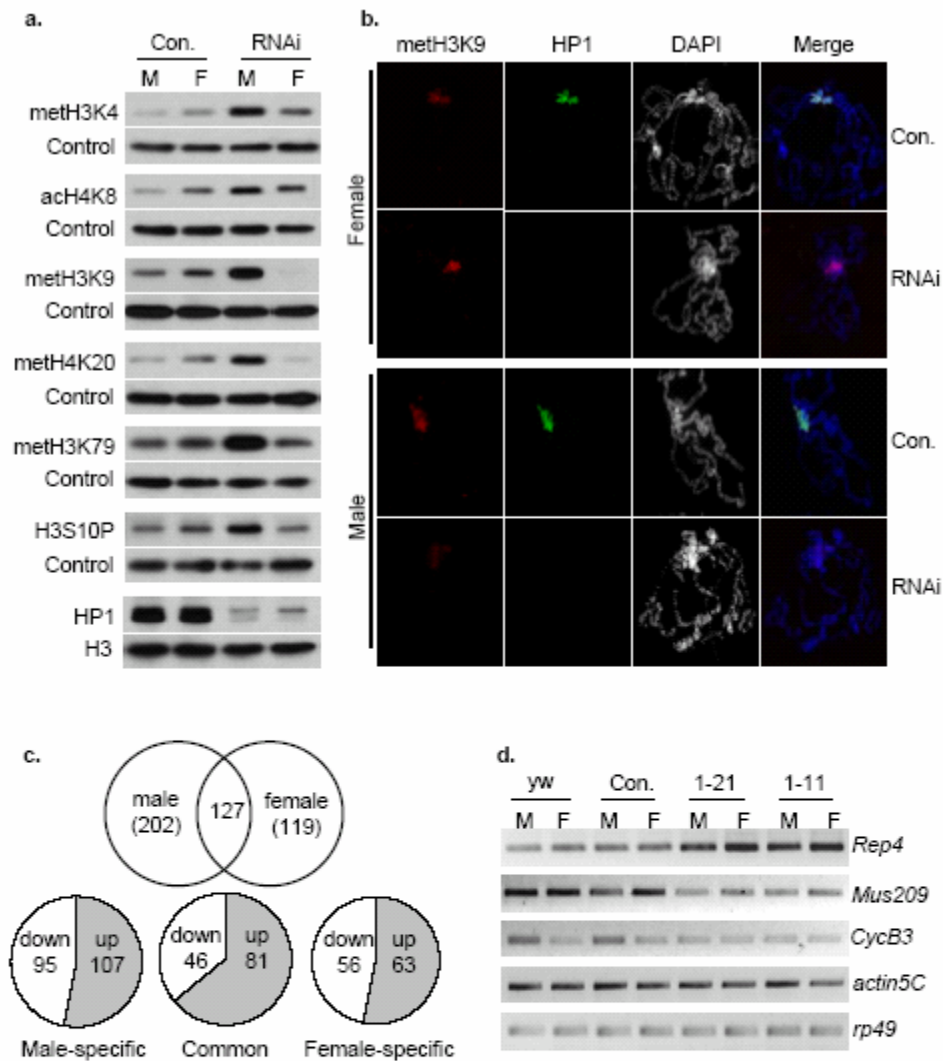 a.
Con. RNAi
M F M F
metH3K4
Control
acH4K8
Control
metH3K9
Control
metH4K20
Control
metH3K79
Control
H3S10P
Control
HP1
H3
b.
metH3K9 HP1 DAPI Merge
Female
Con.
RNAi
Male
Con.
RNAi
c.
male
(202)
127
female
(119)
down
95
up
107
down
46
up
81
down
56
up
63
Male-specific Common Female-specific
d.
yw Con. 1-21 1-11
M F M F M F M F
Rep4
Mus209
CycB3
actin5C
rp49